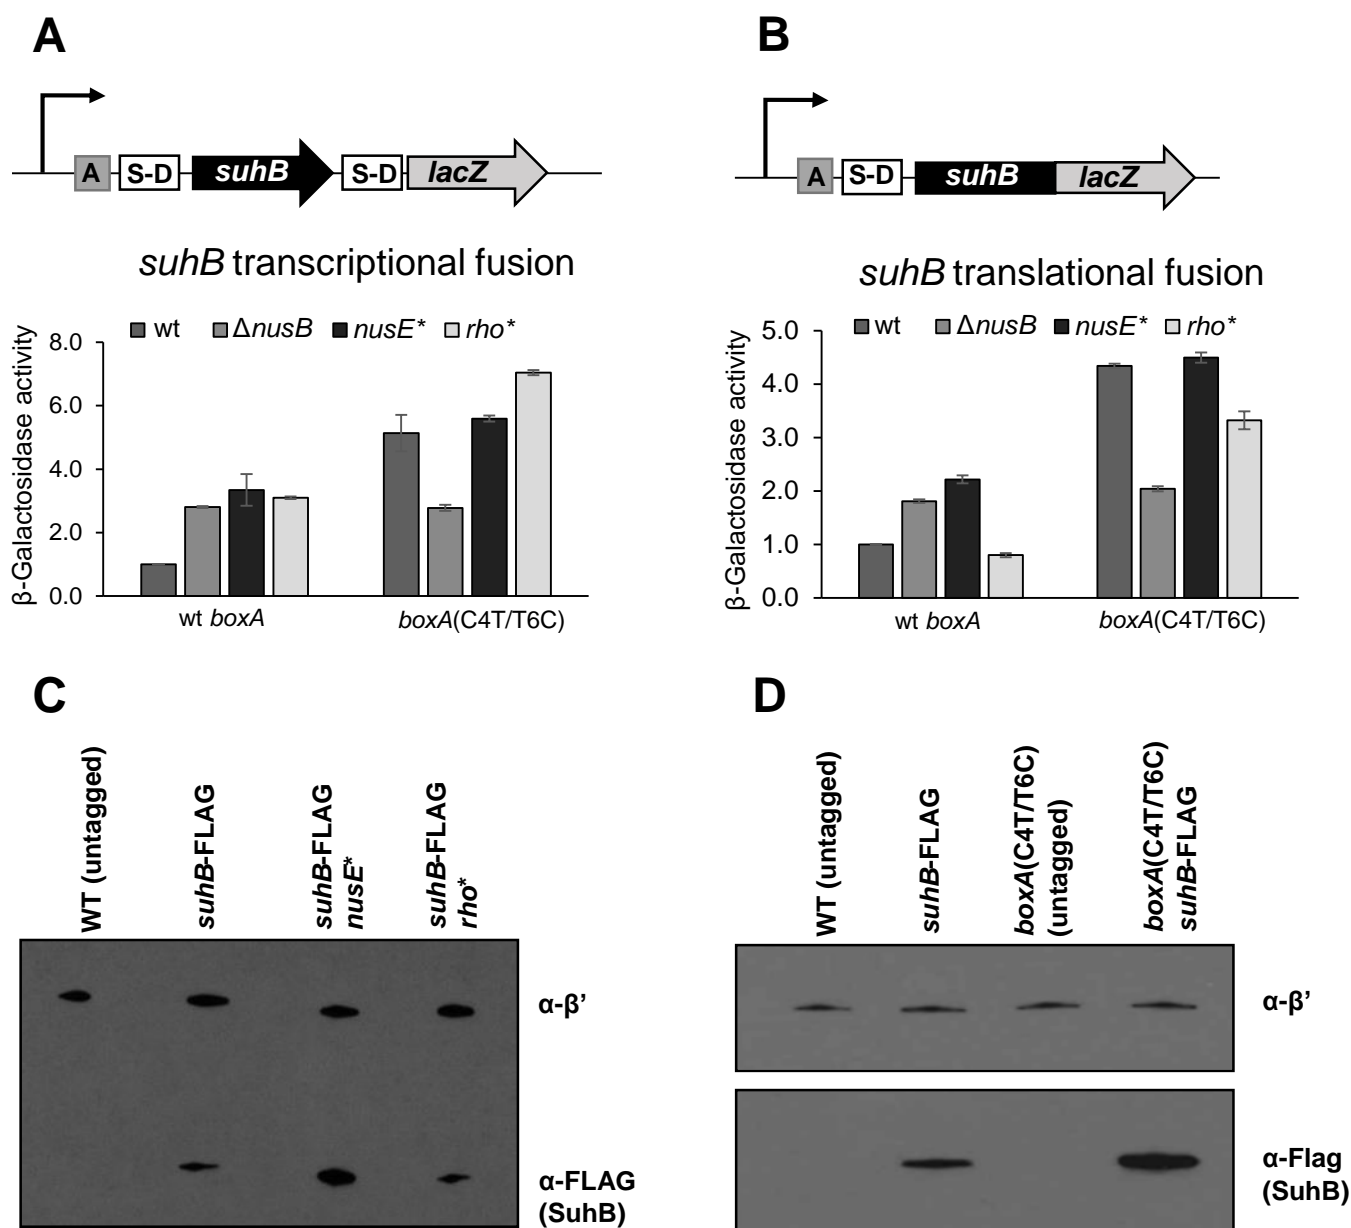 A
A
S-D
suhB
S-D
lacZ
suhB transcriptional fusion
wt
ΔnusB
nusE*
rho*
β-Galactosidase activity
8.0
6.0
4.0
2.0
0.0
wt boxA
boxA(C4T/T6C)
B
A
S-D
suhB
lacZ
suhB translational fusion
wt
ΔnusB
nusE*
rho*
β-Galactosidase activity
5.0
4.0
3.0
2.0
1.0
0.0
wt boxA
boxA(C4T/T6C)
C
WT (untagged)
suhB-FLAG
suhB-FLAG
nusE*
suhB-FLAG
rho*
α-β’
α-FLAG
(SuhB)
D
WT (untagged)
suhB-FLAG
boxA(C4T/T6C)
(untagged)
boxA(C4T/T6C)
suhB-FLAG
α-β’
α-Flag
(SuhB)